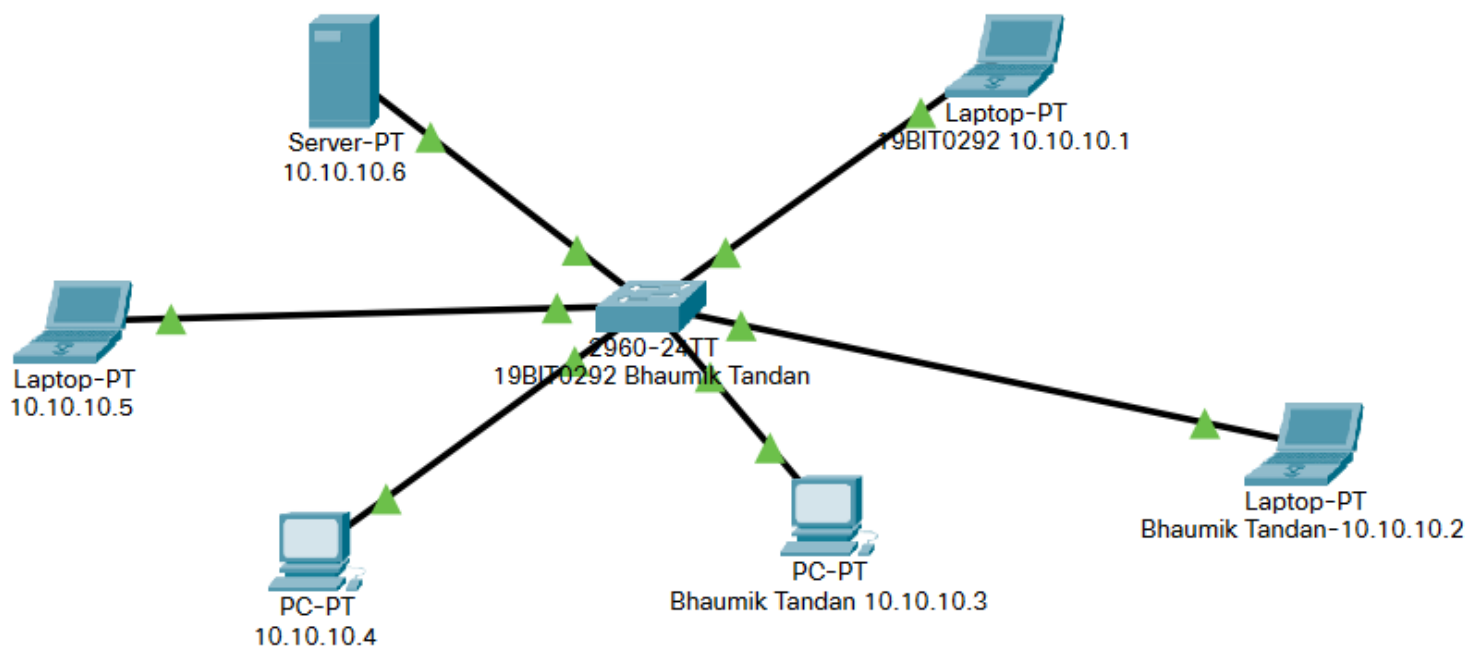 Server-PT
10.10.10.6
Laptop-PT
19BIT0292 10.10.10.1
Laptop-PT
10.10.10.5
2960-24TT
19BIT0292 Bhaumik Tandan
Laptop-PT
Bhaumik Tandan-10.10.10.2
PC-PT
Bhaumik Tandan 10.10.10.3
PC-PT
10.10.10.4